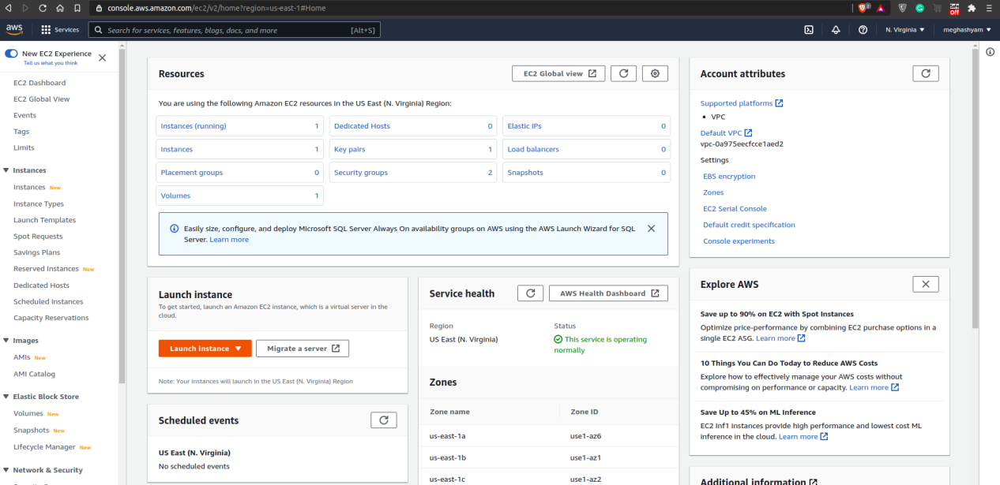 console.aws.amazon.com/ec2/v2/home?region=us-east-1#Home
2
Off
aws
Services
Search for services, features, blogs, docs, and more
[Alt+S]
N. Virginia
meghashyam
New EC2 Experience
Tell us what you think
EC2 Dashboard
EC2 Global View
Events
Tags
Limits
Instances
Instances New
Instance Types
Launch Templates
Spot Requests
Savings Plans
Reserved Instances New
Dedicated Hosts
Scheduled Instances
Capacity Reservations
Images
AMIs New
AMI Catalog
Elastic Block Store
Volumes New
Snapshots New
Lifecycle Manager New
Network & Security
Resources
EC2 Global view
You are using the following Amazon EC2 resources in the US East (N. Virginia) Region:
Instances (running) 1
Dedicated Hosts 0
Elastic IPs 0
Instances 1
Key pairs 1
Load balancers 0
Placement groups 0
Security groups 2
Snapshots 0
Volumes 1
Easily size, configure, and deploy Microsoft SQL Server Always On availability groups on AWS using the AWS Launch Wizard for SQL
Server. Learn more
Launch instance
To get started, launch an Amazon EC2 instance, which is a virtual server in the
cloud.
Launch instance
Migrate a server
Note: Your instances will launch in the US East (N. Virginia) Region
Scheduled events
US East (N. Virginia)
No scheduled events
Service health
AWS Health Dashboard
Region
Status
US East (N. Virginia)
This service is operating
normally
Zones
Zone name
Zone ID
us-east-1a
use1-az6
us-east-1b
use1-az1
us-east-1c
use1-az2
Account attributes
Supported platforms
• VPC
Default VPC
vpc-0a975eecfcce1aed2
Settings
EBS encryption
Zones
EC2 Serial Console
Default credit specification
Console experiments
Explore AWS
Save up to 90% on EC2 with Spot Instances
Optimize price-performance by combining EC2 purchase options in a
single EC2 ASG. Learn more
10 Things You Can Do Today to Reduce AWS Costs
Explore how to effectively manage your AWS costs without
compromising on performance or capacity. Learn more
Save Up to 45% on ML Inference
EC2 Inf1 instances provide high performance and lowest cost ML
inference in the cloud. Learn more
Additional information